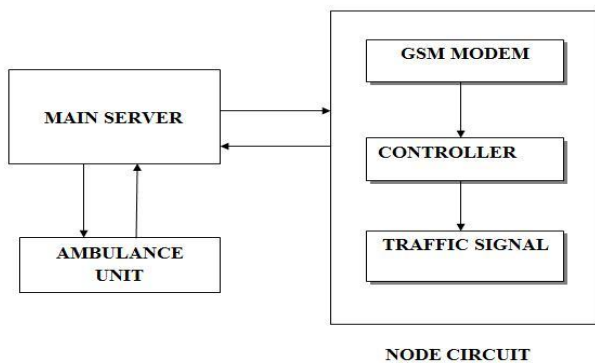 GSM MODEM
MAIN SERVER
CONTROLLER
AMBULANCE
UNIT
TRAFFIC SIGNAL
NODE CIRCUIT